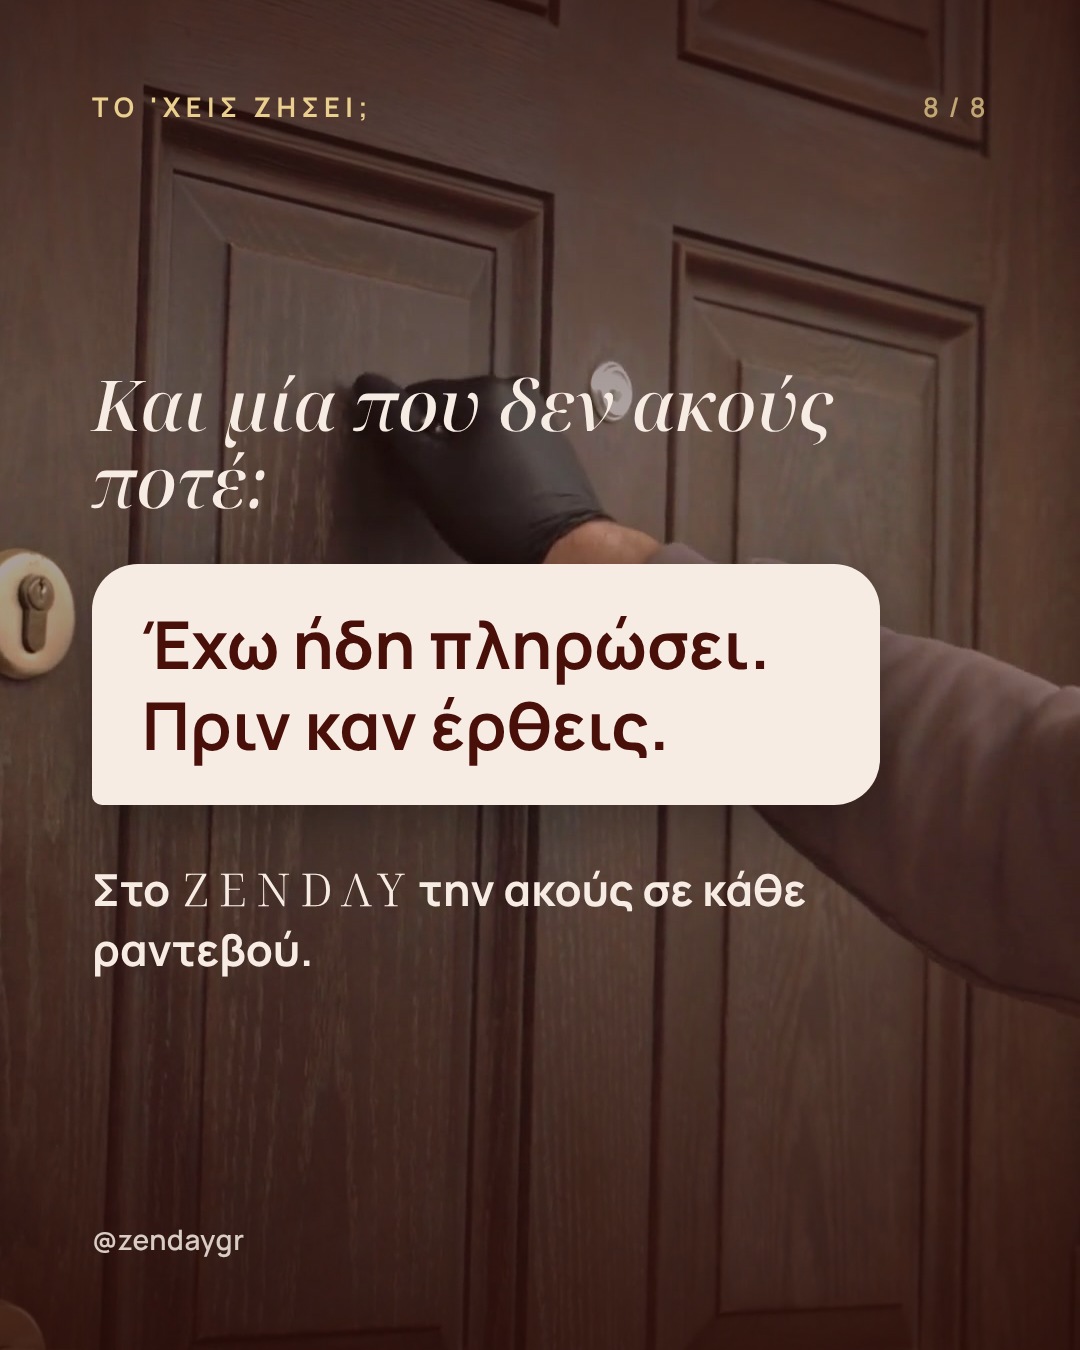 ΤΟ 'ΧΕΙΣ ΖΗΣΕΙ;
8 / 8
Και μία που δεν ακούς
ποτέ:
Έχω ήδη πληρώσει.
Πριν καν έρθεις.
Στο ZENDΛY την ακούς σε κάθε
ραντεβού.
@zendaygr